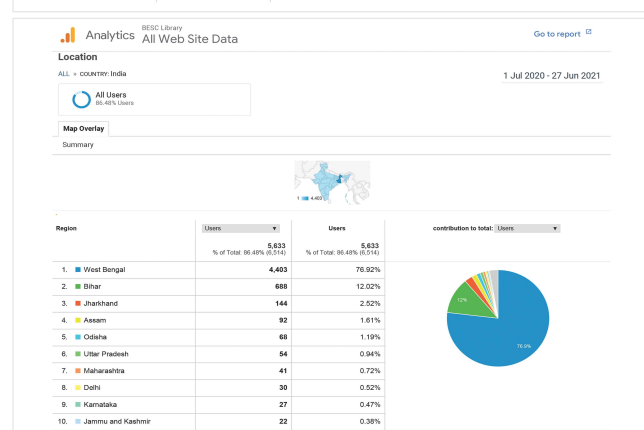 BESC Library
Analytics All Web Site Data
Go to report
Location
ALL » COUNTRY: India
1 Jul 2020 - 27 Jun 2021
All Users
86.48% Users
Map Overlay
Summary
1 4,403
Region Users Users contribution to total: Users
5,633 5,633
% of Total: 86.48% (6,514) % of Total: 86.48% (6,514)
1. West Bengal 4,403 76.92%
2. Bihar 688 12.02%
3. Jharkhand 144 2.52%
4. Assam 92 1.61%
5. Odisha 68 1.19%
6. Uttar Pradesh 54 0.94%
7. Maharashtra 41 0.72%
8. Delhi 30 0.52%
9. Karnataka 27 0.47%
10. Jammu and Kashmir 22 0.38%
12%
76.9%